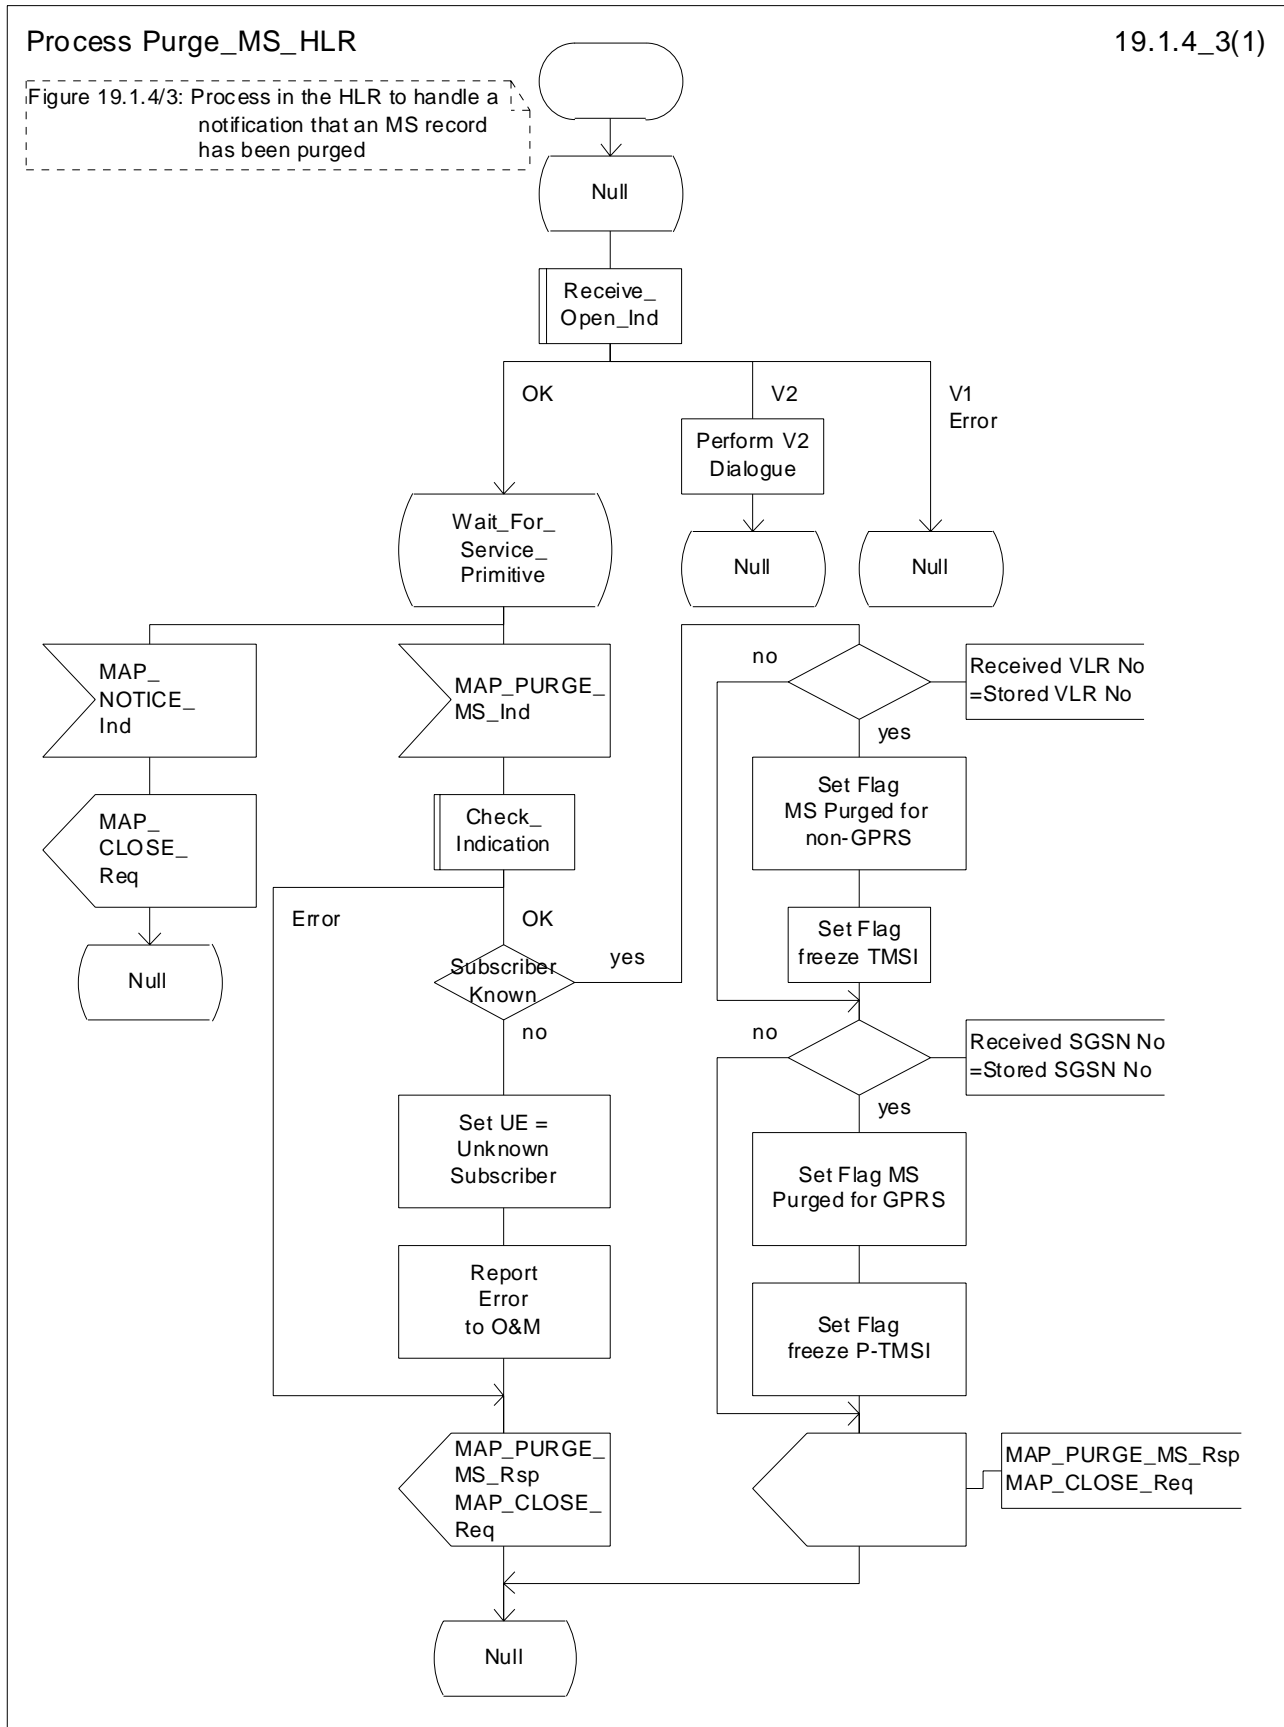 Process Purge_MS_HLR
19.1.4_3(1)
Figure 19.1.4/3: Process in the HLR to handle a
notification that an MS record
has been purged
Null
Receive_
Open_Ind
OK
V2
V1
Error
Perform V2
Dialogue
Wait_For_
Service_
Primitive
Null
Null
MAP_
NOTICE_
Ind
MAP_PURGE_
MS_Ind
no
Received VLR No
=Stored VLR No
yes
Set Flag
MS Purged for
non-GPRS
MAP_
CLOSE_
Req
Check_
Indication
Error
OK
Set Flag
freeze TMSI
Null
Subscriber
Known
yes
no
no
Received SGSN No
=Stored SGSN No
yes
Set UE =
Unknown
Subscriber
Set Flag MS
Purged for GPRS
Report
Error
to O&M
Set Flag
freeze P-TMSI
MAP_PURGE_
MS_Rsp
MAP_CLOSE_
Req
MAP_PURGE_MS_Rsp
MAP_CLOSE_Req
Null